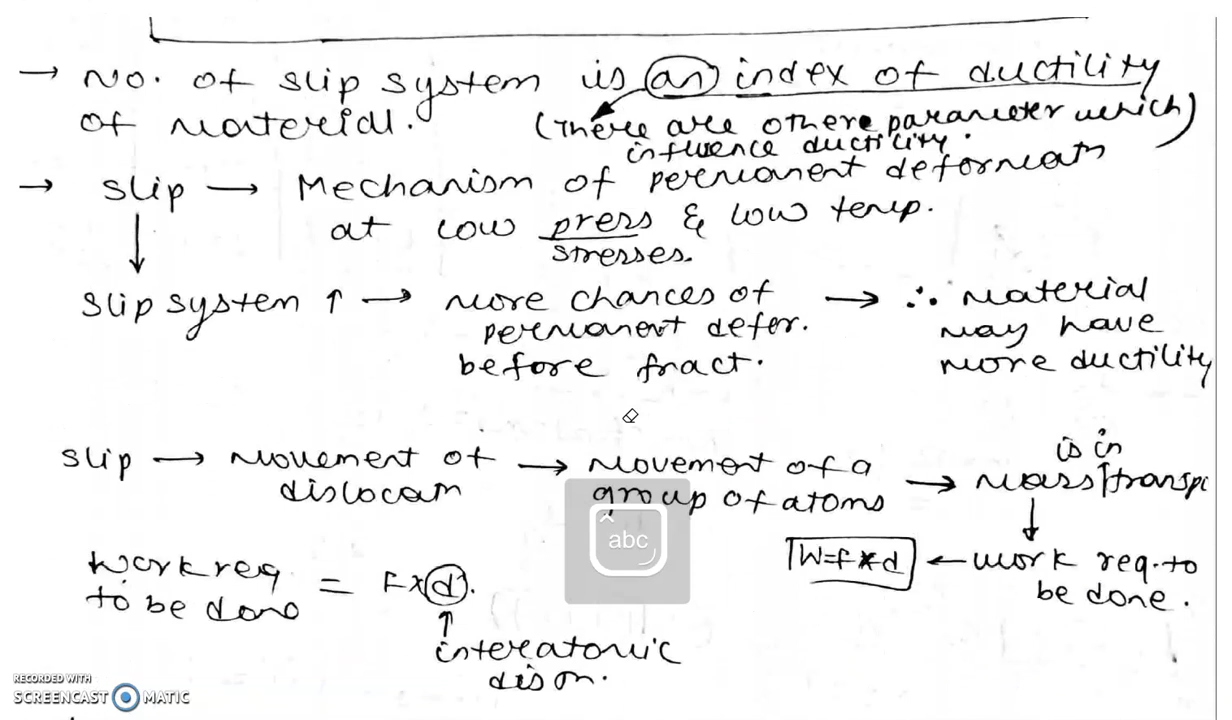 → No. of slip system is an index of ductility
of material. (There are othere parameter which)
influence ductility.
→ slip → Mechanism of permanent deformatn
at low press & low temp.
stresses.
slip system ↑ → more chances of → ∴ material
permanent defor. may have
before fract. more ductility
is in
slip → Movement of → Movement of a → mass transp
dislocatn group of atoms
abc
work req = F×d. W=f×d ← work req. to
to be done be done.
↑
interatomic
disn.
RECORDED WITH
SCREENCAST MATIC